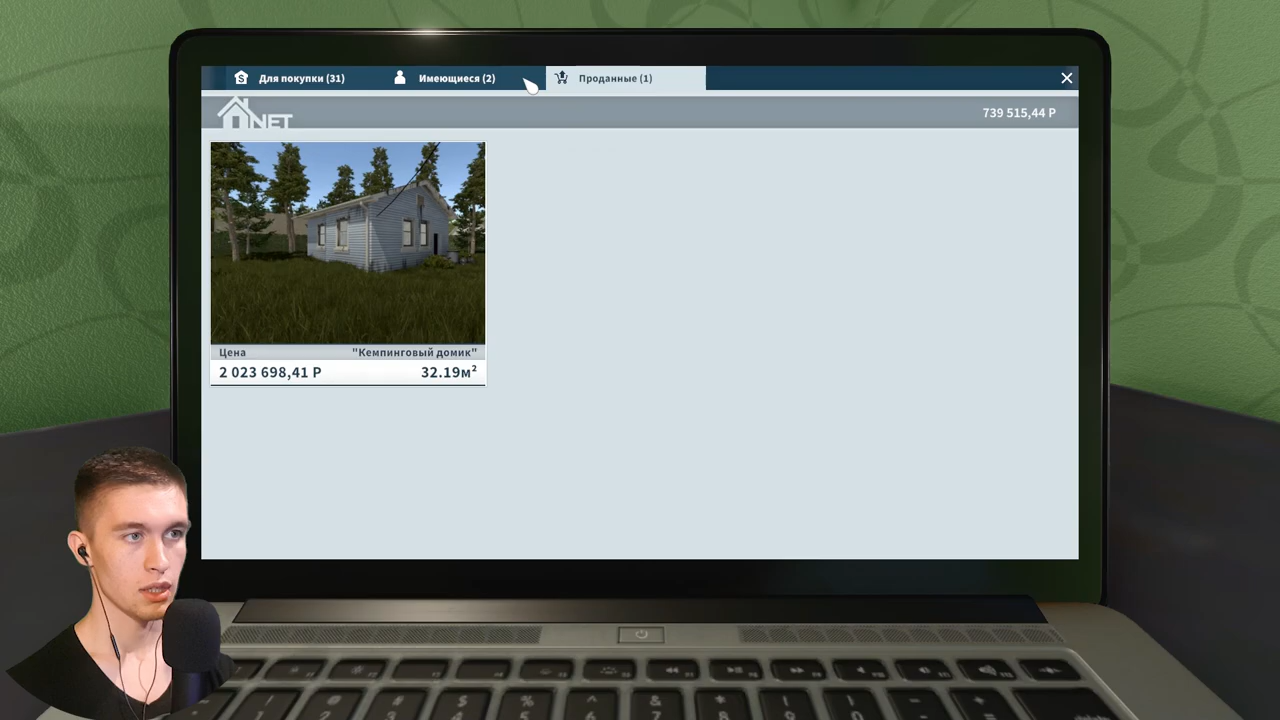 Для покупки (31)
Имеющиеся (2)
Проданные (1)
NET
739 515,44 Р
Цена
"Кемпинговый домик"
2 023 698,41 Р
32.19м²